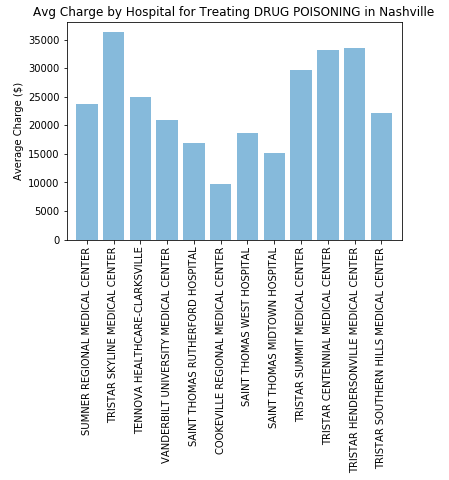 Avg Charge by Hospital for Treating DRUG POISONING in Nashville
35000
30000
25000
20000
15000
10000
5000
0
Average Charge ($)
SUMNER REGIONAL MEDICAL CENTER
TRISTAR SKYLINE MEDICAL CENTER
TENNOVA HEALTHCARE-CLARKSVILLE
VANDERBILT UNIVERSITY MEDICAL CENTER
SAINT THOMAS RUTHERFORD HOSPITAL
COOKEVILLE REGIONAL MEDICAL CENTER
SAINT THOMAS WEST HOSPITAL
SAINT THOMAS MIDTOWN HOSPITAL
TRISTAR SUMMIT MEDICAL CENTER
TRISTAR CENTENNIAL MEDICAL CENTER
TRISTAR HENDERSONVILLE MEDICAL CENTER
TRISTAR SOUTHERN HILLS MEDICAL CENTER